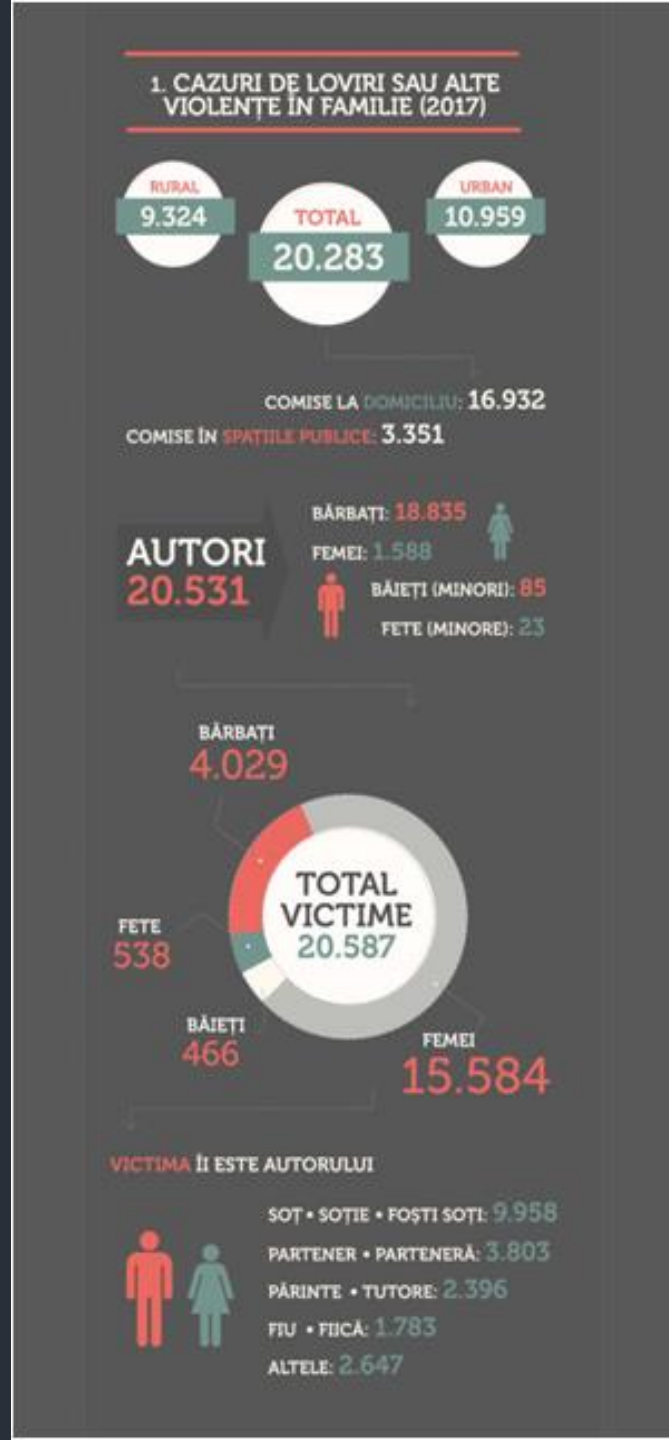 1. CAZURI DE LOVIRI SAU ALTE
VIOLENȚE ÎN FAMILIE (2017)
RURAL
9.324
TOTAL
20.283
URBAN
10.959
COMISE LA DOMICILIU: 16.932
COMISE ÎN SPAȚIILE PUBLICE: 3.351
AUTORI
20.531
BĂRBAȚI: 18.835
FEMEI: 1.588
BĂIEȚI (MINORI): 85
FETE (MINORE): 23
BĂRBAȚI
4.029
TOTAL
VICTIME
20.587
FETE
538
BĂIEȚI
466
FEMEI
15.584
VICTIMA ÎI ESTE AUTORULUI
SOȚ • SOȚIE • FOȘTI SOȚI: 9.958
PARTENER • PARTENERĂ: 3.803
PĂRINTE • TUTORE: 2.396
FIU • FIICĂ: 1.783
ALTELE: 2.647